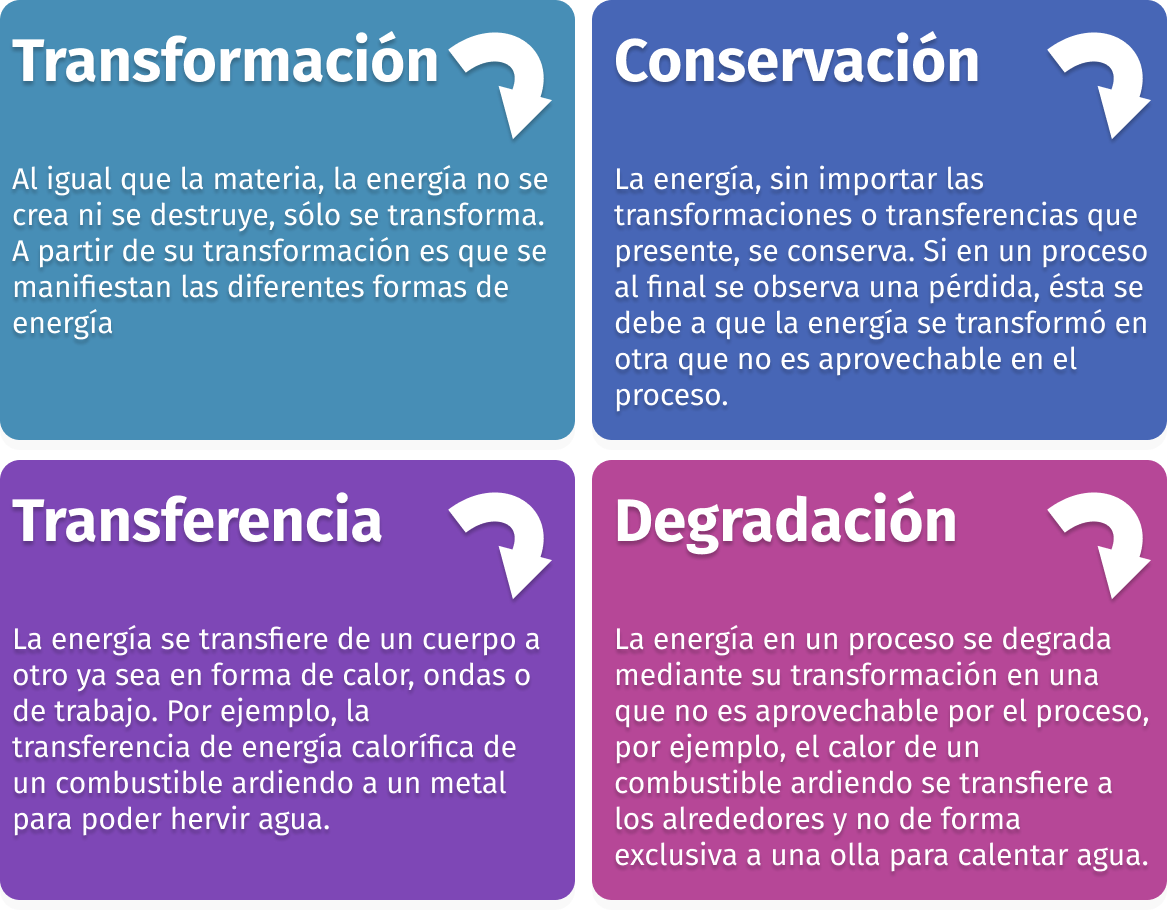 Transformación
Al igual que la materia, la energía no se
crea ni se destruye, sólo se transforma.
A partir de su transformación es que se
manifiestan las diferentes formas de
energía
Conservación
La energía, sin importar las
transformaciones o transferencias que
presente, se conserva. Si en un proceso
al final se observa una pérdida, ésta se
debe a que la energía se transformó en
otra que no es aprovechable en el
proceso.
Transferencia
La energía se transfiere de un cuerpo a
otro ya sea en forma de calor, ondas o
de trabajo. Por ejemplo, la
transferencia de energía calorífica de
un combustible ardiendo a un metal
para poder hervir agua.
Degradación
La energía en un proceso se degrada
mediante su transformación en una
que no es aprovechable por el proceso,
por ejemplo, el calor de un
combustible ardiendo se transfiere a
los alrededores y no de forma
exclusiva a una olla para calentar agua.